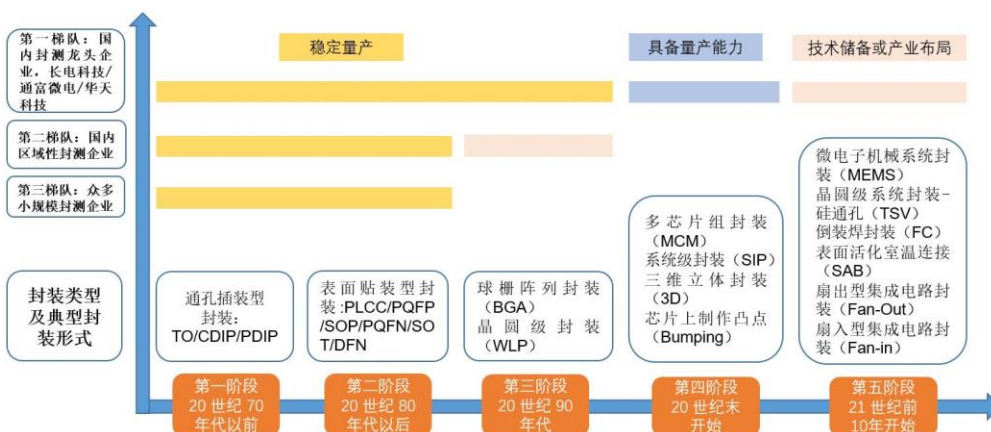 第一梯队：国
内封测龙头企
业，长电科技/
通富微电/华天
科技
稳定量产
具备量产能力
技术储备或产业布局
第二梯队：国内
区域性封测企业
第三梯队：众多
小规模封测企业
封装类型
及典型封
装形式
通孔插装型
封装：
TO/CDIP/PDIP
表面贴装型封
装:PLCC/PQFP
/SOP/PQFN/SO
T/DFN
球栅阵列封装
（BGA）
晶圆级封装
（WLP）
多芯片组封装
（MCM）
系统级封装（SIP）
三维立体封装
（3D）
芯片上制作凸点
（Bumping）
微电子机械系统封
装（MEMS）
晶圆级系统封装-
硅通孔（TSV）
倒装焊封装（FC）
表面活化室温连接
（SAB）
扇出型集成电路封
装（Fan-Out）
扇入型集成电路封
装（Fan-in）
第一阶段
20 世纪 70
年代以前
第二阶段
20 世纪 80
年代以后
第三阶段
20 世纪 90
年代
第四阶段
20 世纪末
开始
第五阶段
21 世纪前
10年开始